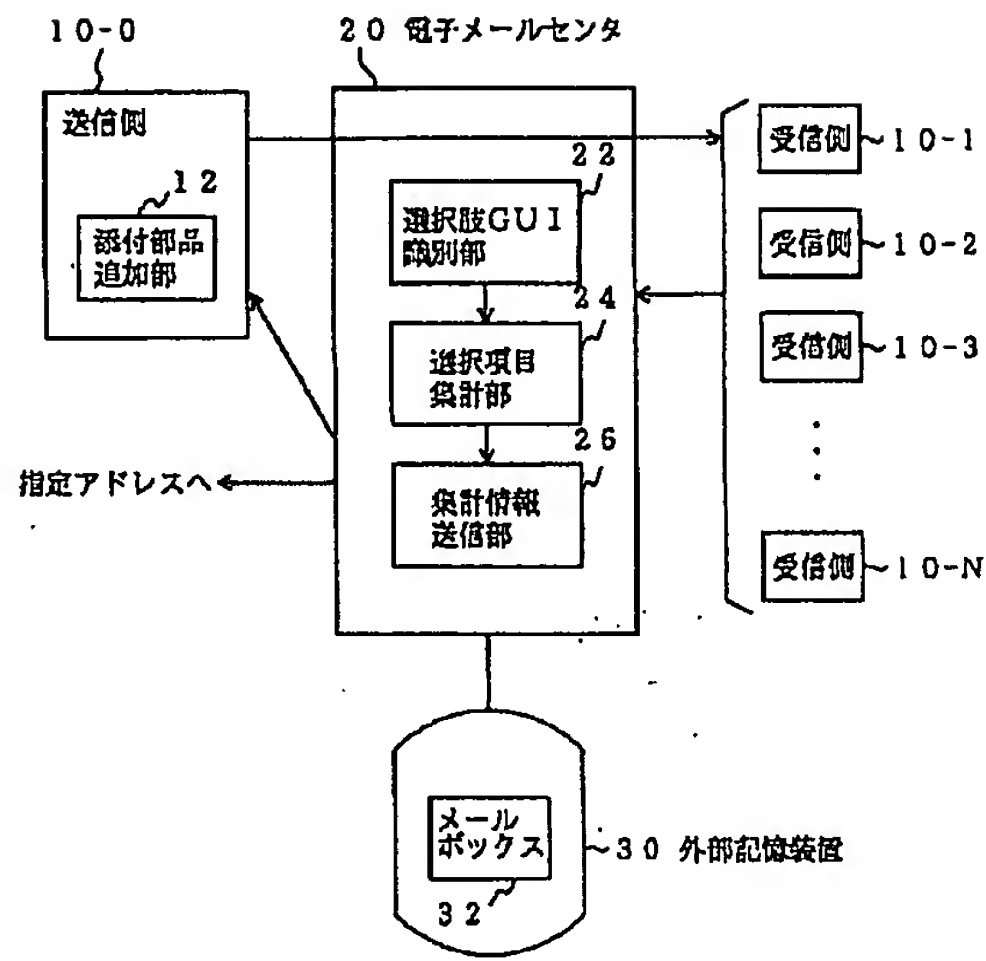 １０-０
２０ 電子メールセンタ
送信側
１２
添付部品
追加部
２２
選択肢ＧＵＩ
識別部
２４
選択項目
集計部
２６
集計情報
送信部
指定アドレスへ
受信側 １０-１
受信側 １０-２
受信側 １０-３
受信側 １０-Ｎ
メール
ボックス
３２
３０ 外部記憶装置